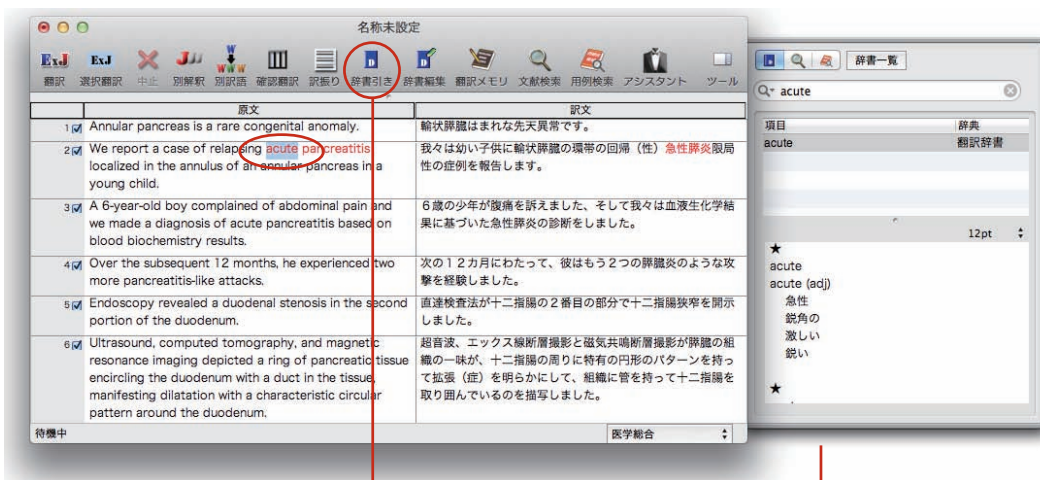 名称未設定
ExJ ExJ WWW
翻訳 選択翻訳 中止 別解釈 別訳語 確認翻訳 訳振り 辞書引き 辞書編集 翻訳メモリ 文献検索 用例検索 アシスタント ツール
原文 訳文
1 Annular pancreas is a rare congenital anomaly.
輪状膵臓はまれな先天異常です。
2 We report a case of relapsing acute pancreatitis
localized in the annulus of an annular pancreas in a
young child.
我々は幼い子供に輪状膵臓の環帯の回帰（性）急性膵炎限局
性の症例を報告します。
3 A 6-year-old boy complained of abdominal pain and
we made a diagnosis of acute pancreatitis based on
blood biochemistry results.
６歳の少年が腹痛を訴えました、そして我々は血液生化学結
果に基づいた急性膵炎の診断をしました。
4 Over the subsequent 12 months, he experienced two
more pancreatitis-like attacks.
次の１２カ月にわたって、彼はもう２つの膵臓炎のような攻
撃を経験しました。
5 Endoscopy revealed a duodenal stenosis in the second
portion of the duodenum.
直達検査法が十二指腸の２番目の部分で十二指腸狭窄を開示
しました。
6 Ultrasound, computed tomography, and magnetic
resonance imaging depicted a ring of pancreatic tissue
encircling the duodenum with a duct in the tissue,
manifesting dilatation with a characteristic circular
pattern around the duodenum.
超音波、エックス線断層撮影と磁気共鳴断層撮影が膵臓の組
織の一味が、十二指腸の周りに特有の円形のパターンを持っ
て拡張（症）を明らかにして、組織に管を持って十二指腸を
取り囲んでいるのを描写しました。
待機中 医学総合
辞書一覧
acute
項目 辞典
acute 翻訳辞書
12pt
★
acute
acute (adj)
急性
鋭角の
激しい
鋭い
★